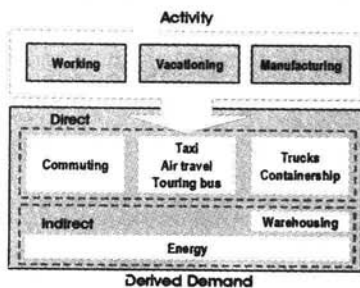 Activity
Working Vacationing Manufacturing
Direct
Commuting
Taxi
Air travel
Touring bus
Trucks
Containership
Indirect
Warehousing
Energy
Derived Demand